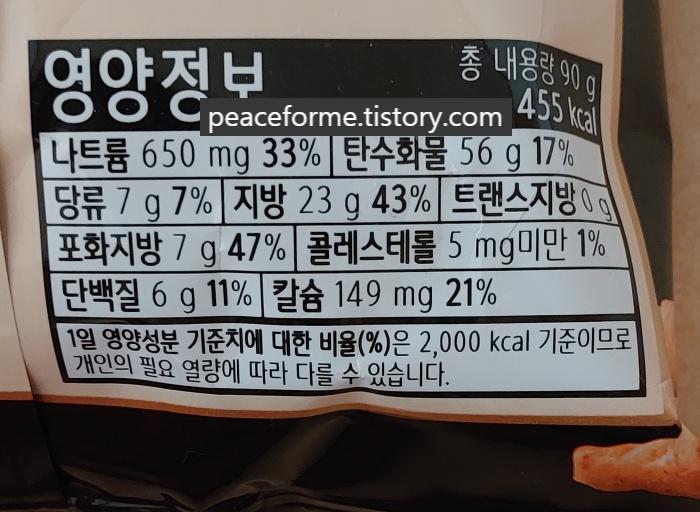 영양정보
총 내용량 90 g
455 kcal
peaceforme.tistory.com
나트륨 650 mg 33% 탄수화물 56 g 17%
당류 7 g 7% 지방 23 g 43% 트랜스지방 0 g
포화지방 7 g 47% 콜레스테롤 5 mg미만 1%
단백질 6 g 11% 칼슘 149 mg 21%
1일 영양성분 기준치에 대한 비율(%)은 2,000 kcal 기준이므로
개인의 필요 열량에 따라 다를 수 있습니다.